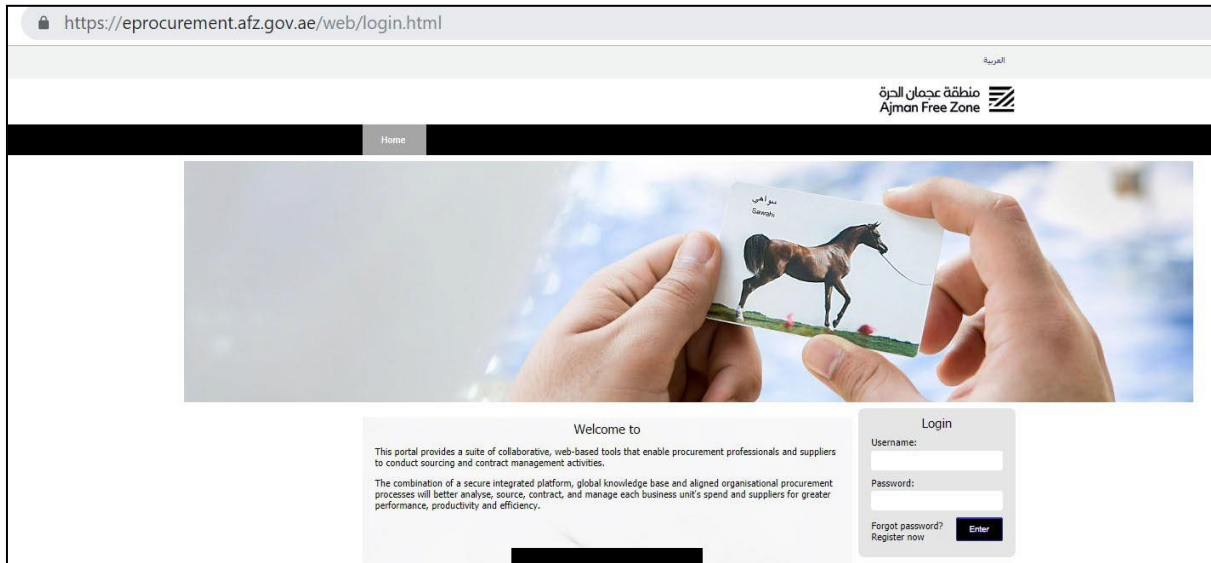 https://eprocurement.afz.gov.ae/web/login.html
العربية
منطقة عجمان الحرة
Ajman Free Zone
Home
سواهي
Sawahi
Welcome to
This portal provides a suite of collaborative, web-based tools that enable procurement professionals and suppliers
to conduct sourcing and contract management activities.
The combination of a secure integrated platform, global knowledge base and aligned organisational procurement
processes will better analyse, source, contract, and manage each business unit's spend and suppliers for greater
performance, productivity and efficiency.
Login
Username:
Password:
Forgot password?
Register now
Enter